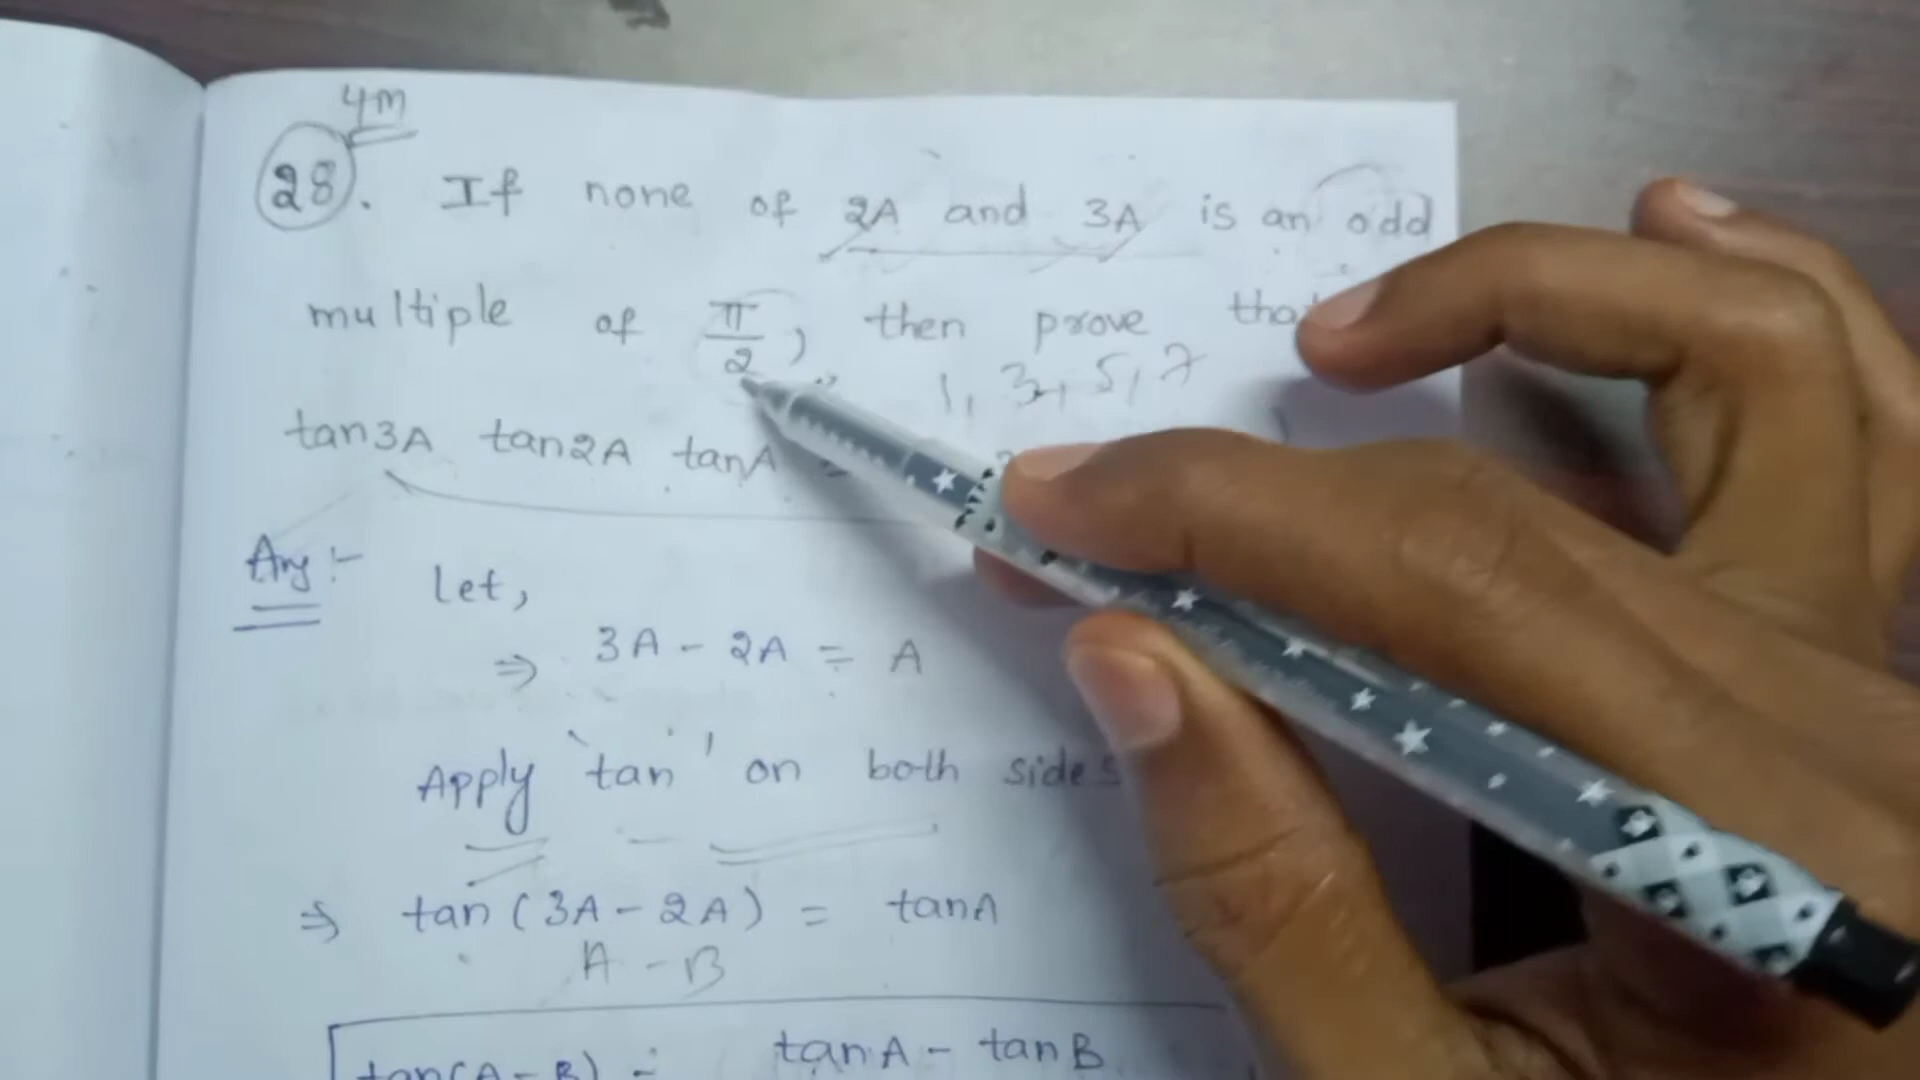 4m
28. If none of 2A and 3A is an odd
multiple of π/2, then prove that
1, 3, 5, 7
tan3A tan2A tanA =
Ans :- Let,
⇒ 3A - 2A = A
Apply 'tan' on both sides
⇒ tan (3A - 2A) = tanA
A - B
tan(A - B) = tanA - tanB